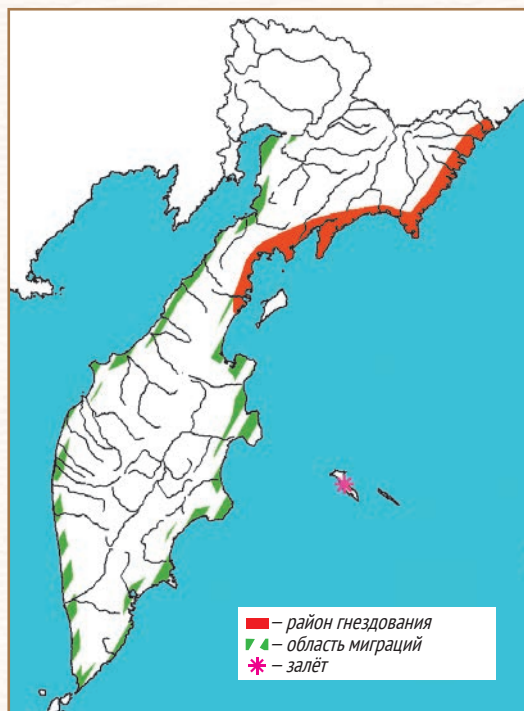 – район гнездования
– область миграций
– залёт